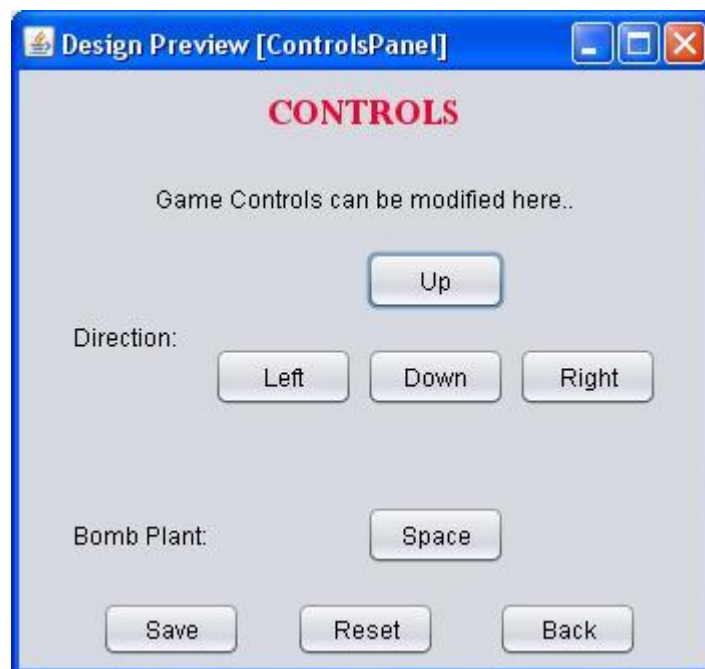 Design Preview [ControlsPanel]
CONTROLS
Game Controls can be modified here..
Up
Direction:
Left Down Right
Bomb Plant: Space
Save Reset Back